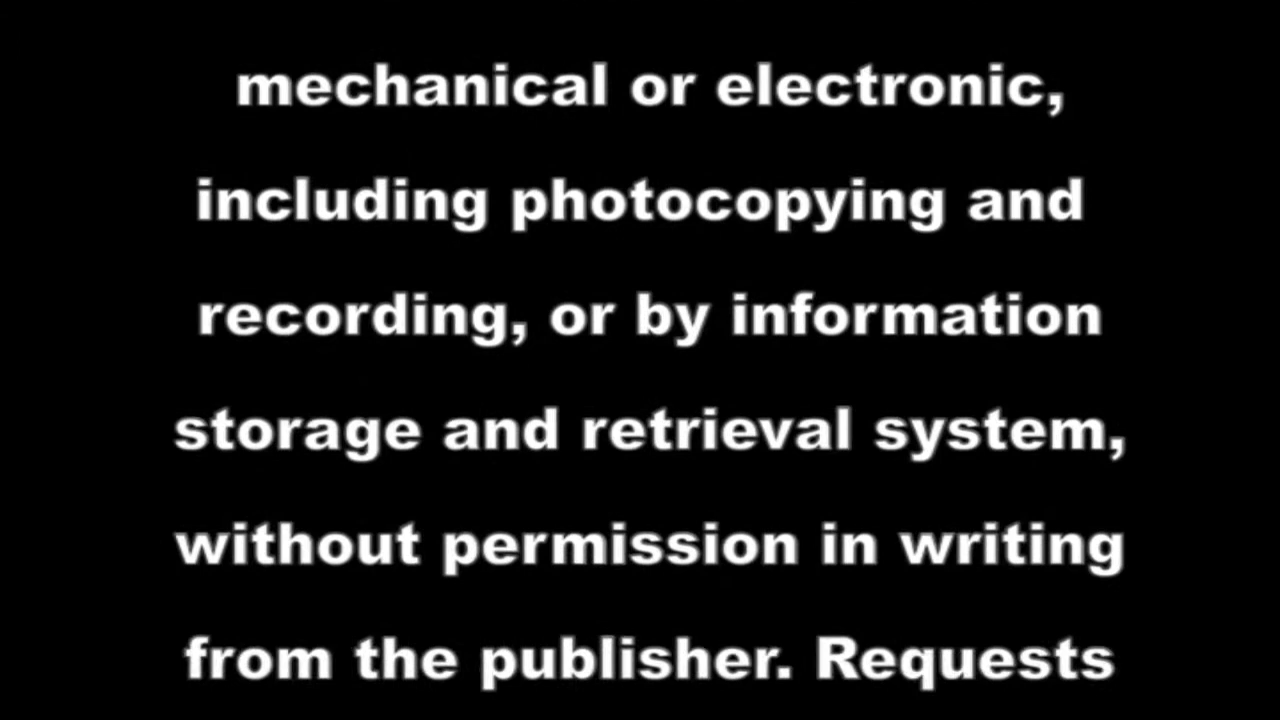 mechanical or electronic,
including photocopying and
recording, or by information
storage and retrieval system,
without permission in writing
from the publisher. Requests